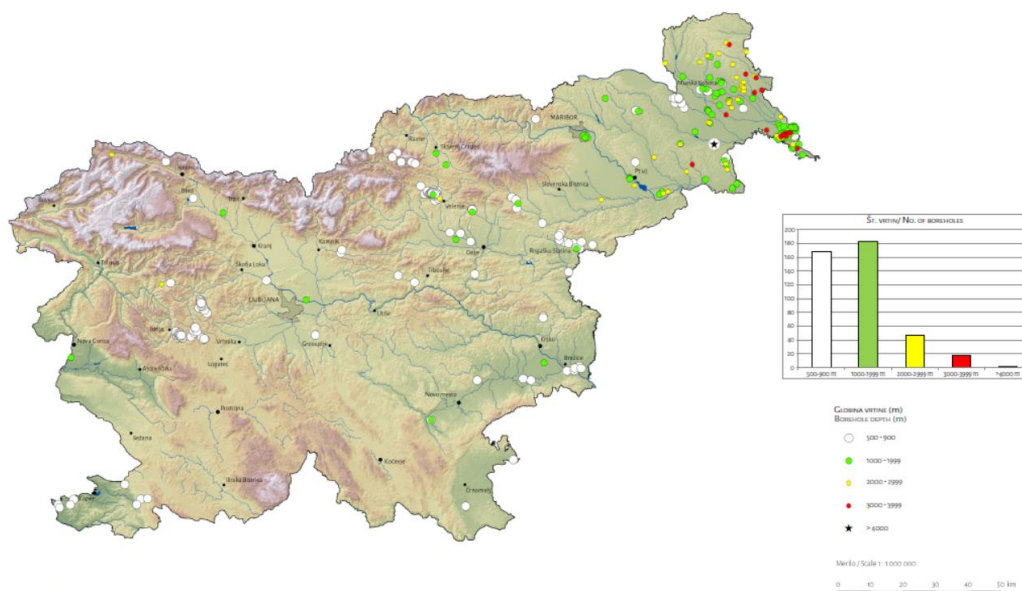 Murska Sobota
MARIBOR
Ravne
Slovenj Gradec
Ptuj
Slovenska Bistrica
Jesenice
Bled
Tržič
Velenje
Kamnik
Kranj
Celje
Rogaška Slatina
Tolmin
Škofja Loka
Trbovlje
LJUBLJANA
Litija
Idrija
Krško
Nova Gorica
Vrhnika
Grosuplje
Brežice
Logatec
Ajdovščina
Novo mesto
Postojna
Sežana
Kočevje
Ilirska Bistrica
Črnomelj
Koper
Št. vrtin/ No. of boreholes
200
180
160
140
120
100
80
60
40
20
0
500-900 m 1000-1999 m 2000-2999 m 3000-3999 m >4000 m
Globina vrtine (m)
Borehole depth (m)
500 - 900
1000 - 1999
2000 - 2999
3000 - 3999
> 4000
Merilo / Scale 1: 1 000 000
0 10 20 30 40 50 km